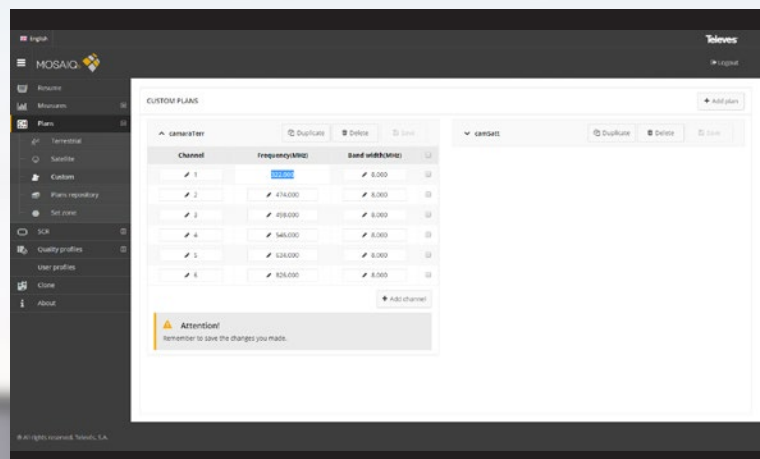 English
Televes
MOSAIQ6
Logout
Resume
Measures
Plans
Terrestrial
Satellite
Custom
Plans repository
Set zone
SCR
Quality profiles
User profiles
Clone
About
CUSTOM PLANS
+ Add plan
camaraTerr Duplicate Delete Save
camSatt Duplicate Delete Save
Channel Frequency(MHz) Band width(MHz)
1 322.000 8.000
2 474.000 8.000
3 498.000 8.000
4 546.000 8.000
5 634.000 8.000
6 826.000 8.000
+ Add channel
Attention!
Remember to save the changes you made.
© All rights reserved, Televés, S.A.